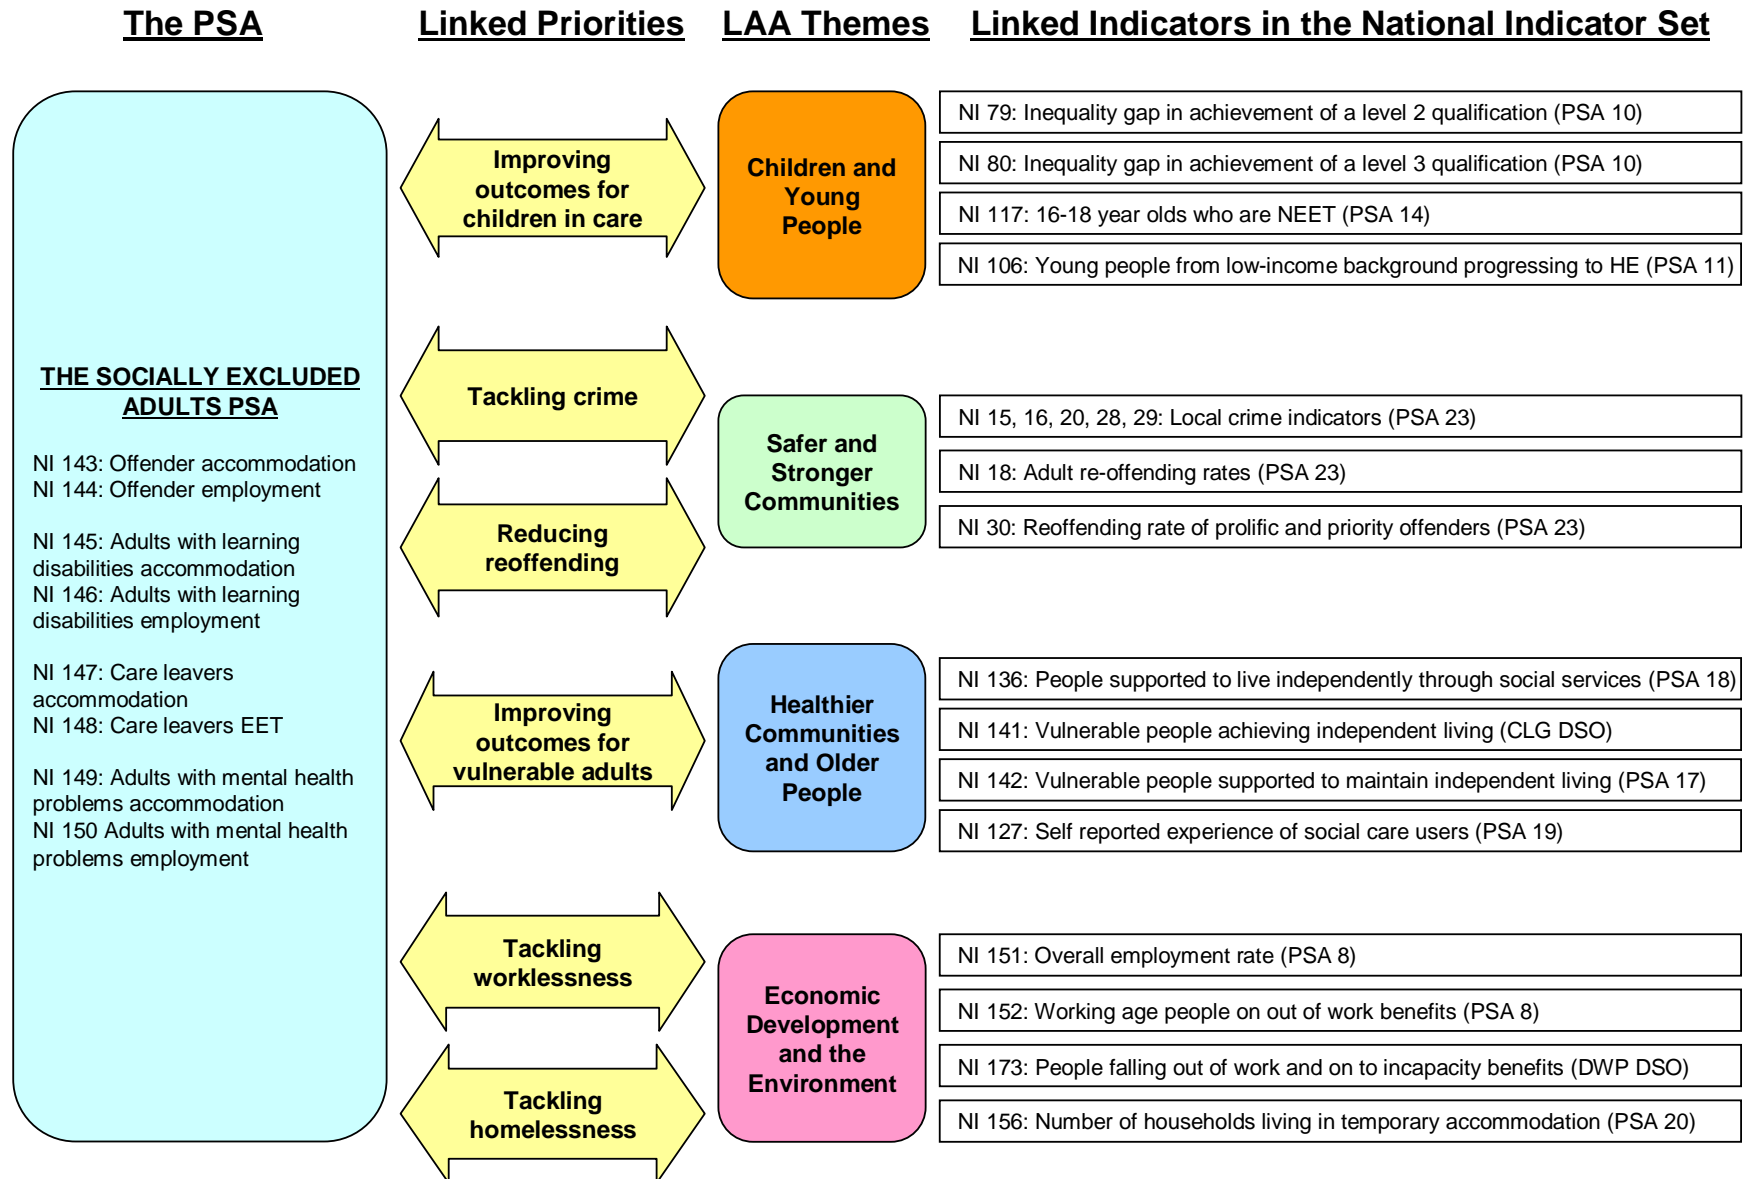 The PSA
Linked Priorities
LAA Themes
Linked Indicators in the National Indicator Set
THE SOCIALLY EXCLUDED
ADULTS PSA
NI 143: Offender accommodation
NI 144: Offender employment
NI 145: Adults with learning
disabilities accommodation
NI 146: Adults with learning
disabilities employment
NI 147: Care leavers
accommodation
NI 148: Care leavers EET
NI 149: Adults with mental health
problems accommodation
NI 150 Adults with mental health
problems employment
Improving
outcomes for
children in care
Tackling crime
Reducing
reoffending
Improving
outcomes for
vulnerable adults
Tackling
worklessness
Tackling
homelessness
Children and
Young
People
Safer and
Stronger
Communities
Healthier
Communities
and Older
People
Economic
Development
and the
Environment
NI 79: Inequality gap in achievement of a level 2 qualification (PSA 10)
NI 80: Inequality gap in achievement of a level 3 qualification (PSA 10)
NI 117: 16-18 year olds who are NEET (PSA 14)
NI 106: Young people from low-income background progressing to HE (PSA 11)
NI 15, 16, 20, 28, 29: Local crime indicators (PSA 23)
NI 18: Adult re-offending rates (PSA 23)
NI 30: Reoffending rate of prolific and priority offenders (PSA 23)
NI 136: People supported to live independently through social services (PSA 18)
NI 141: Vulnerable people achieving independent living (CLG DSO)
NI 142: Vulnerable people supported to maintain independent living (PSA 17)
NI 127: Self reported experience of social care users (PSA 19)
NI 151: Overall employment rate (PSA 8)
NI 152: Working age people on out of work benefits (PSA 8)
NI 173: People falling out of work and on to incapacity benefits (DWP DSO)
NI 156: Number of households living in temporary accommodation (PSA 20)